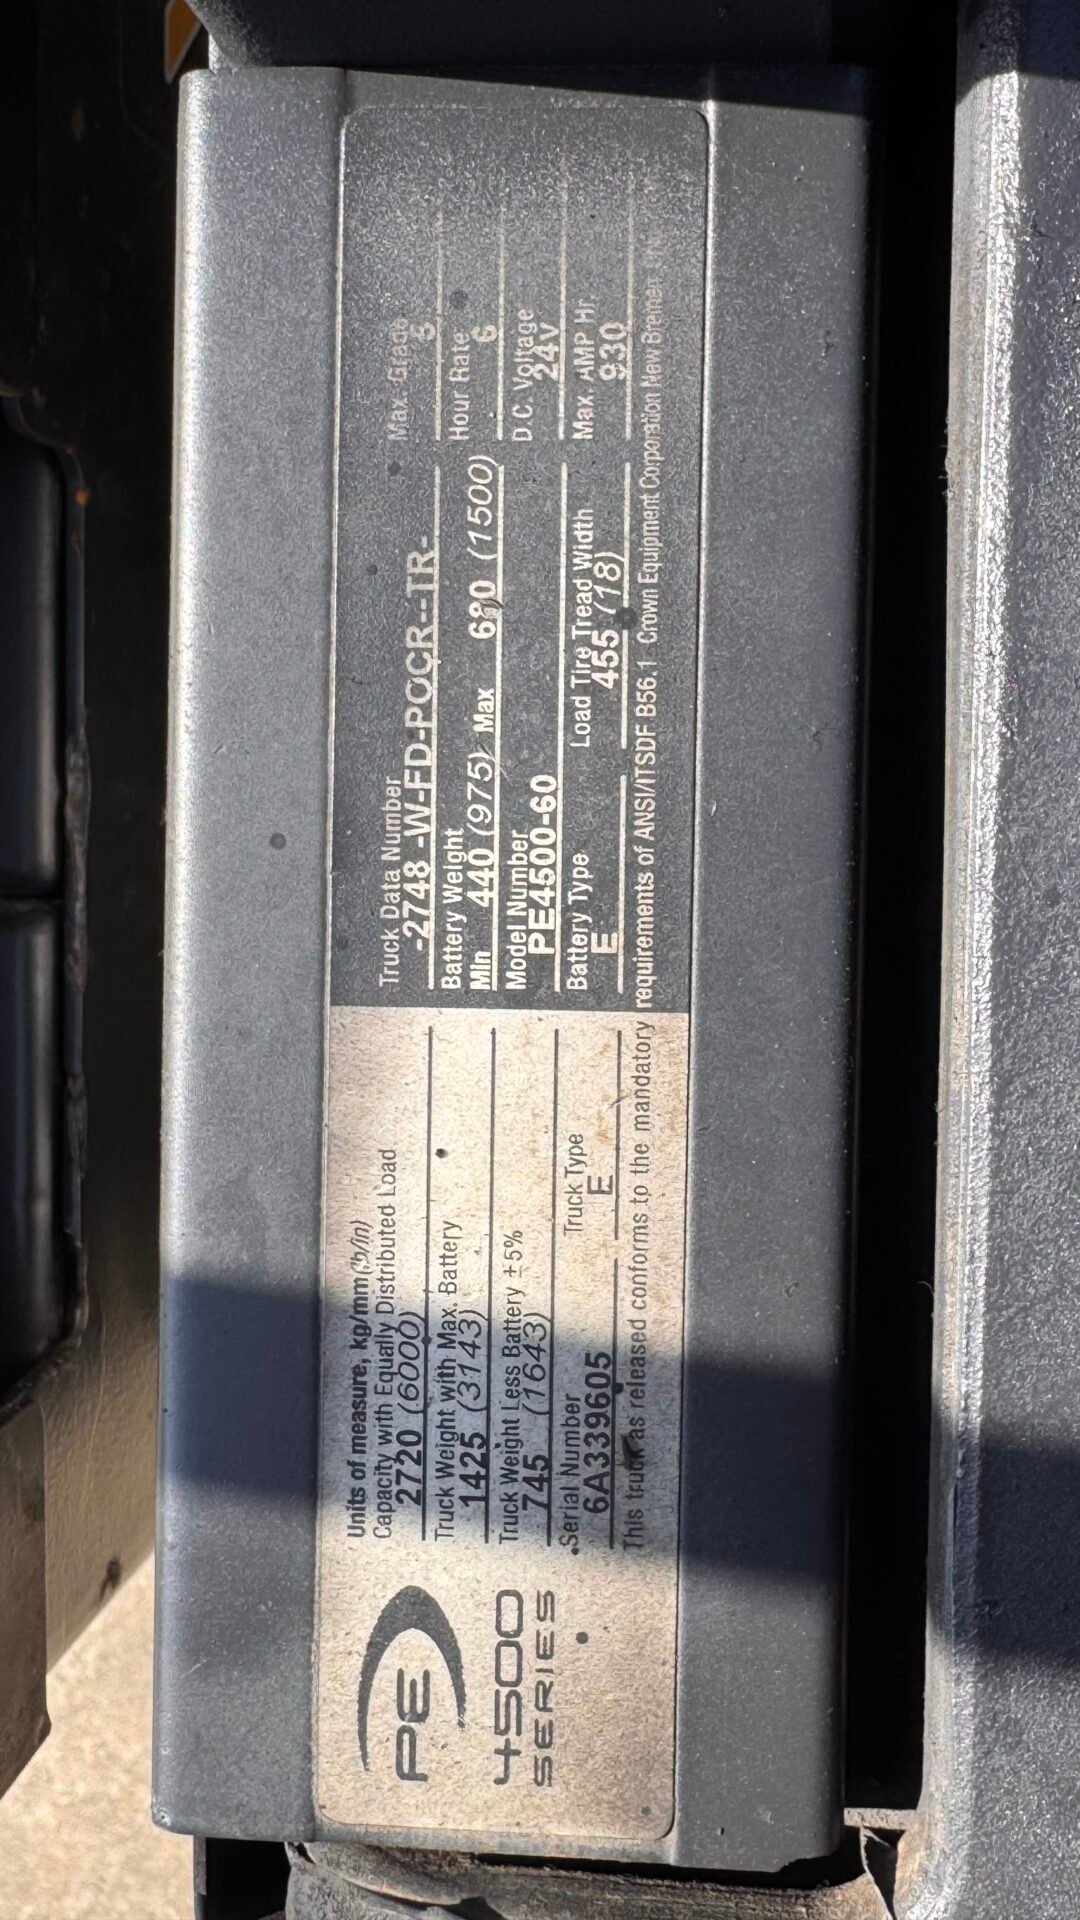 PE
4500
SERIES
Units of measure, kg/mm(lb/in)
Capacity with Equally Distributed Load
2720 (6000)
Truck Weight with Max. Battery
1425 (3143)
Truck Weight Less Battery ±5%
745 (1643)
Serial Number Truck Type
6A339605 E
Truck Data Number Max. Grade
-2748 -W-FD-POCR--TR- 5
Battery Weight Hour Rate
Min 440 (975) Max 680 (1500) 6
Model Number D.C. Voltage
PE4500-60 24V
Battery Type Load Tire Tread Width Max. AMP Hr.
E 455 (18) 930
This truck as released conforms to the mandatory requirements of ANSI/ITSDF B56.1 Crown Equipment Corporation New Bremen